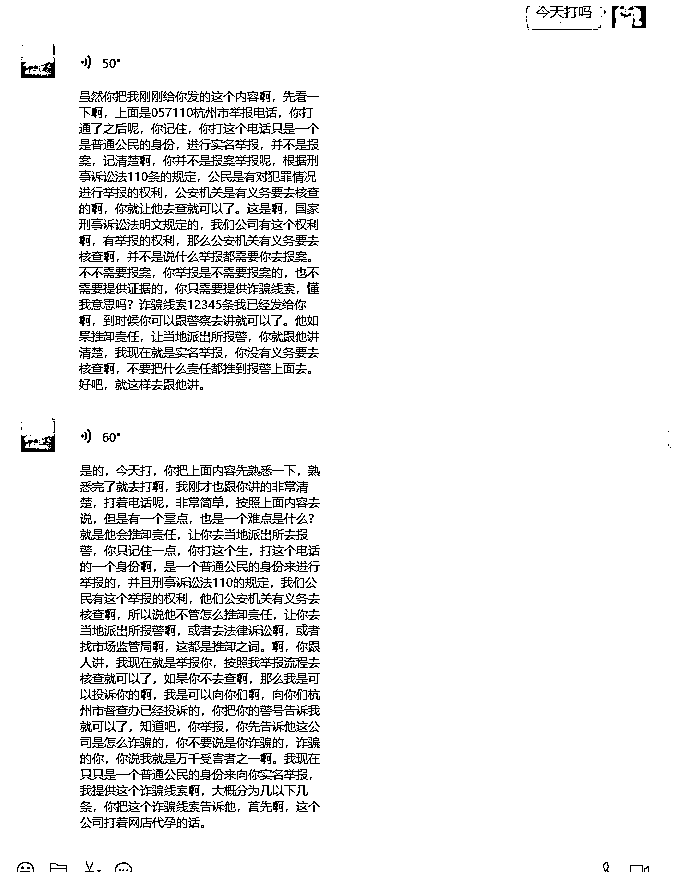 今天打吗
50"
虽然你把我刚刚给你发的这个内容啊，先看一
下啊，上面是057110杭州市举报电话，你打
通了之后呢，你记住，你打这个电话只是一个
是普通公民的身份，进行实名举报，并不是报
案，记清楚啊，你并不是报案举报呢，根据刑
事诉讼法110条的规定，公民是有对犯罪情况
进行举报的权利，公安机关是有义务要去核查
的啊，你就让他去查就可以了。这是啊，国家
刑事诉讼法明文规定的，我们公司有这个权利
啊，有举报的权利，那么公安机关有义务要去
核查啊，并不是说什么举报都需要你去报案。
不不需要报案，你举报是不需要报案的，也不
需要提供证据的，你只需要提供诈骗线索，懂
我意思吗？诈骗线索12345条我已经发给你
啊，到时候你可以跟警察去讲就可以了。他如
果推卸责任，让当地派出所报警，你就跟他讲
清楚，我现在就是实名举报，你没有义务要去
核查啊，不要把什么责任都推到报警上面去。
好吧，就这样去跟他讲。
60"
是的，今天打，你把上面内容先熟悉一下，熟
悉完了就去打啊，我刚才也跟你讲的非常清
楚，打着电话呢，非常简单，按照上面内容去
说，但是有一个重点，也是一个难点是什么？
就是他会推卸责任，让你去当地派出所去报
警，你只记住一点，你打这个生，打这个电话
的一个身份啊，是一个普通公民的身份来进行
举报的，并且刑事诉讼法110的规定，我们公
民有这个举报的权利，他们公安机关有义务去
核查啊，所以说他不管怎么推卸责任，让你去
当地派出所报警啊，或者去法律诉讼啊，或者
找市场监管局啊，这都是推卸之词。啊，你跟
人讲，我现在就是举报你，按照我举报流程去
核查就可以了，如果你不去查啊，那么我是可
以投诉你的啊，我是可以向你们啊，向你们杭
州市督查办已经投诉的，你把你的警号告诉我
就可以了，知道吧，你举报，你先告诉他这公
司是怎么诈骗的，你不要说是你诈骗的，诈骗
的你，你说我就是万千受害者之一啊。我现在
只只是一个普通公民的身份来向你实名举报，
我提供这个诈骗线索啊，大概分为几以下几
条，你把这个诈骗线索告诉他，首先啊，这个
公司打着网店代孕的话。